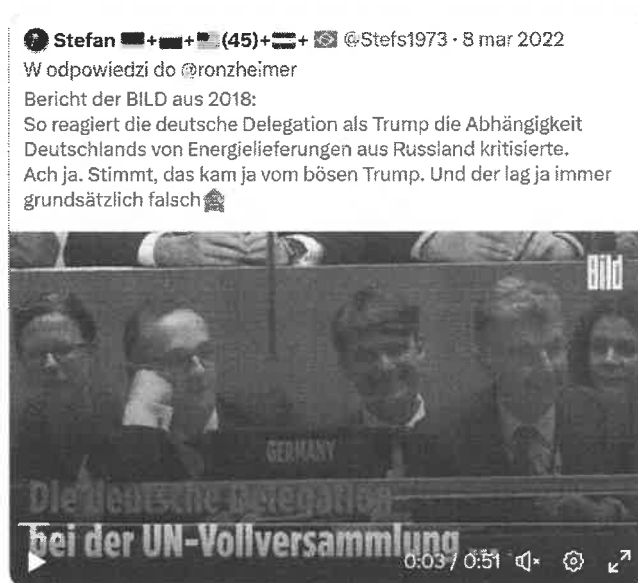 Stefan + + (45)+ + @Stefs1973 · 8 mar 2022
W odpowiedzi do @ronzheimer
Bericht der BILD aus 2018:
So reagiert die deutsche Delegation als Trump die Abhängigkeit
Deutschlands von Energielieferungen aus Russland kritisierte.
Ach ja. Stimmt, das kam ja vom bösen Trump. Und der lag ja immer
grundsätzlich falsch
Bild
GERMANY
Die deutsche Delegation
bei der UN-Vollversammlung
0:03 / 0:51